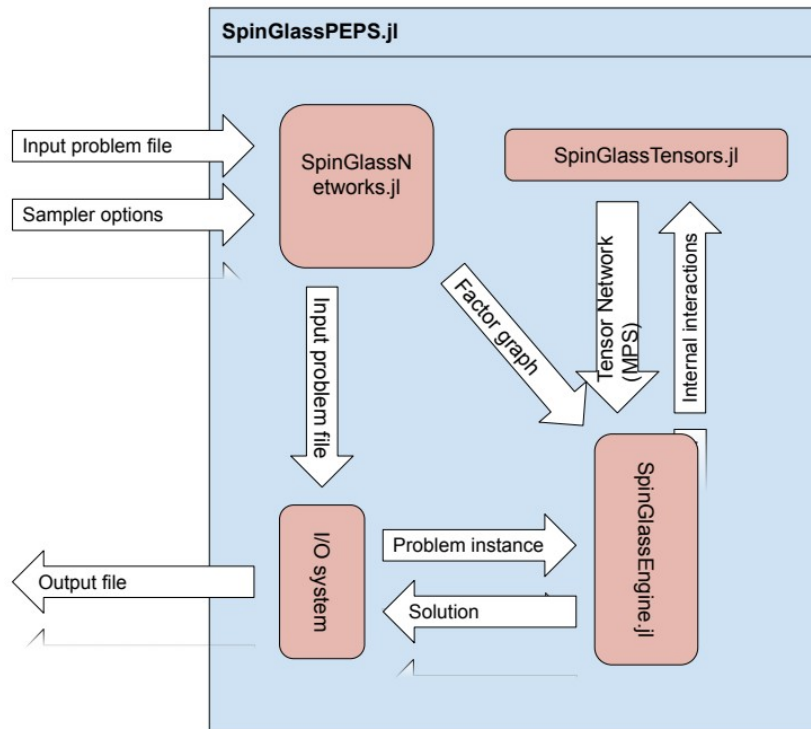 SpinGlassPEPS.jl
Input problem file
SpinGlassN
etworks.jl
SpinGlassTensors.jl
Sampler options
Input problem file
Factor graph
Tensor Network
(MPS)
Internal interactions
I/O system
Problem instance
SpinGlassEngine.jl
Output file
Solution